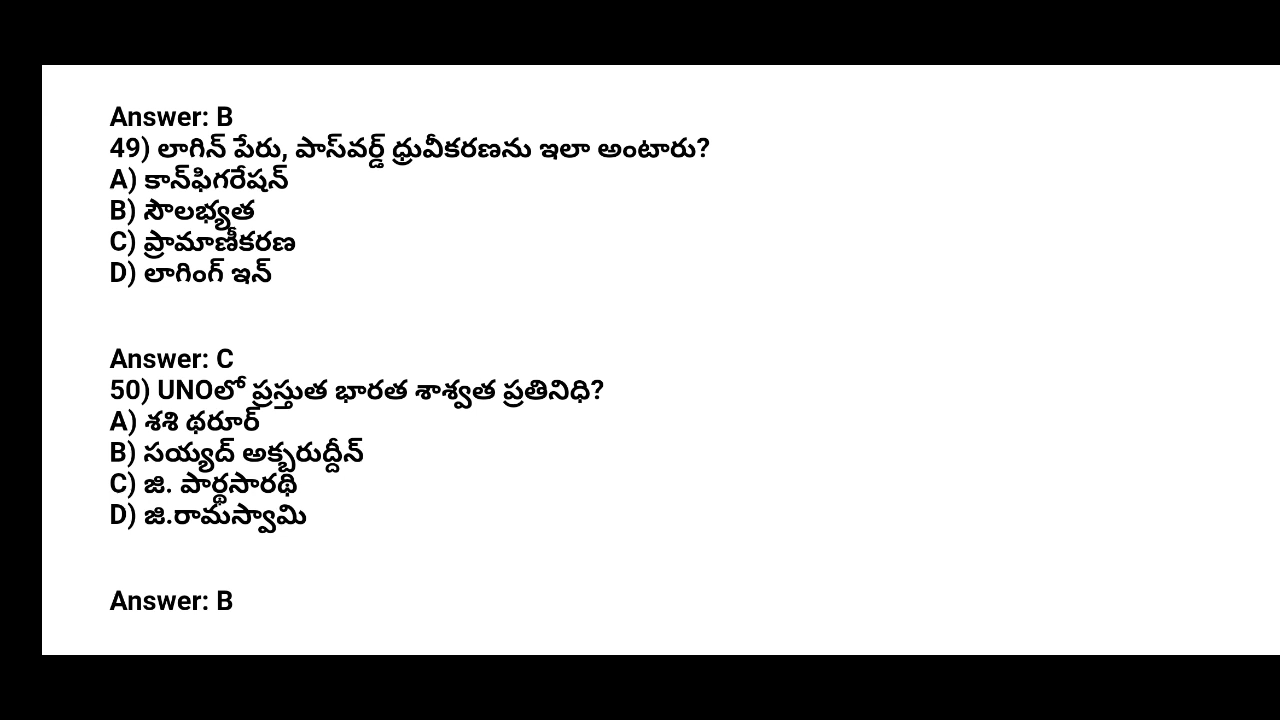 Answer: B
49) లాగిన్ పేరు, పాస్‌వర్డ్ ధ్రువీకరణను ఇలా అంటారు?
A) కాన్‌ఫిగరేషన్
B) సౌలభ్యత
C) ప్రామాణీకరణ
D) లాగింగ్ ఇన్
Answer: C
50) UNOలో ప్రస్తుత భారత శాశ్వత ప్రతినిధి?
A) శశి థరూర్
B) సయ్యద్ అక్బరుద్దీన్
C) జి. పార్థసారథి
D) జి.రామస్వామి
Answer: B